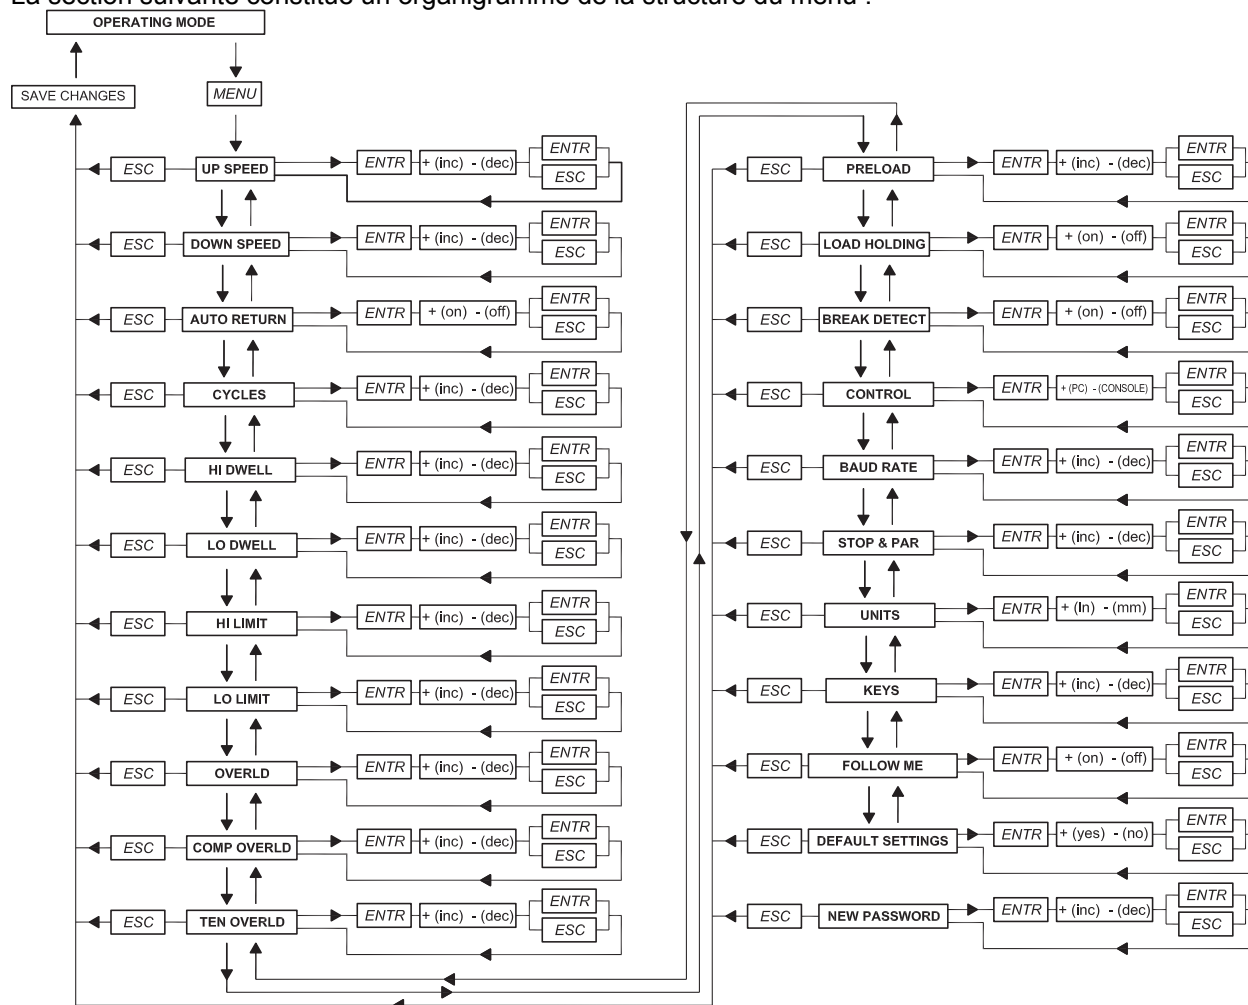 La section suivante constitue un organigramme de la structure du menu :
OPERATING MODE
SAVE CHANGES
MENU
ESC UP SPEED ENTR + (inc) - (dec) ENTR
ESC
ESC DOWN SPEED ENTR + (inc) - (dec) ENTR
ESC
ESC AUTO RETURN ENTR + (on) - (off) ENTR
ESC
ESC CYCLES ENTR + (inc) - (dec) ENTR
ESC
ESC HI DWELL ENTR + (inc) - (dec) ENTR
ESC
ESC LO DWELL ENTR + (inc) - (dec) ENTR
ESC
ESC HI LIMIT ENTR + (inc) - (dec) ENTR
ESC
ESC LO LIMIT ENTR + (inc) - (dec) ENTR
ESC
ESC OVERLD ENTR + (inc) - (dec) ENTR
ESC
ESC COMP OVERLD ENTR + (inc) - (dec) ENTR
ESC
ESC TEN OVERLD ENTR + (inc) - (dec) ENTR
ESC
ESC PRELOAD ENTR + (inc) - (dec) ENTR
ESC
ESC LOAD HOLDING ENTR + (on) - (off) ENTR
ESC
ESC BREAK DETECT ENTR + (on) - (off) ENTR
ESC
ESC CONTROL ENTR + (PC) - (CONSOLE) ENTR
ESC
ESC BAUD RATE ENTR + (inc) - (dec) ENTR
ESC
ESC STOP & PAR ENTR + (inc) - (dec) ENTR
ESC
ESC UNITS ENTR + (In) - (mm) ENTR
ESC
ESC KEYS ENTR + (inc) - (dec) ENTR
ESC
ESC FOLLOW ME ENTR + (on) - (off) ENTR
ESC
ESC DEFAULT SETTINGS ENTR + (yes) - (no) ENTR
ESC
ESC NEW PASSWORD ENTR + (inc) - (dec) ENTR
ESC